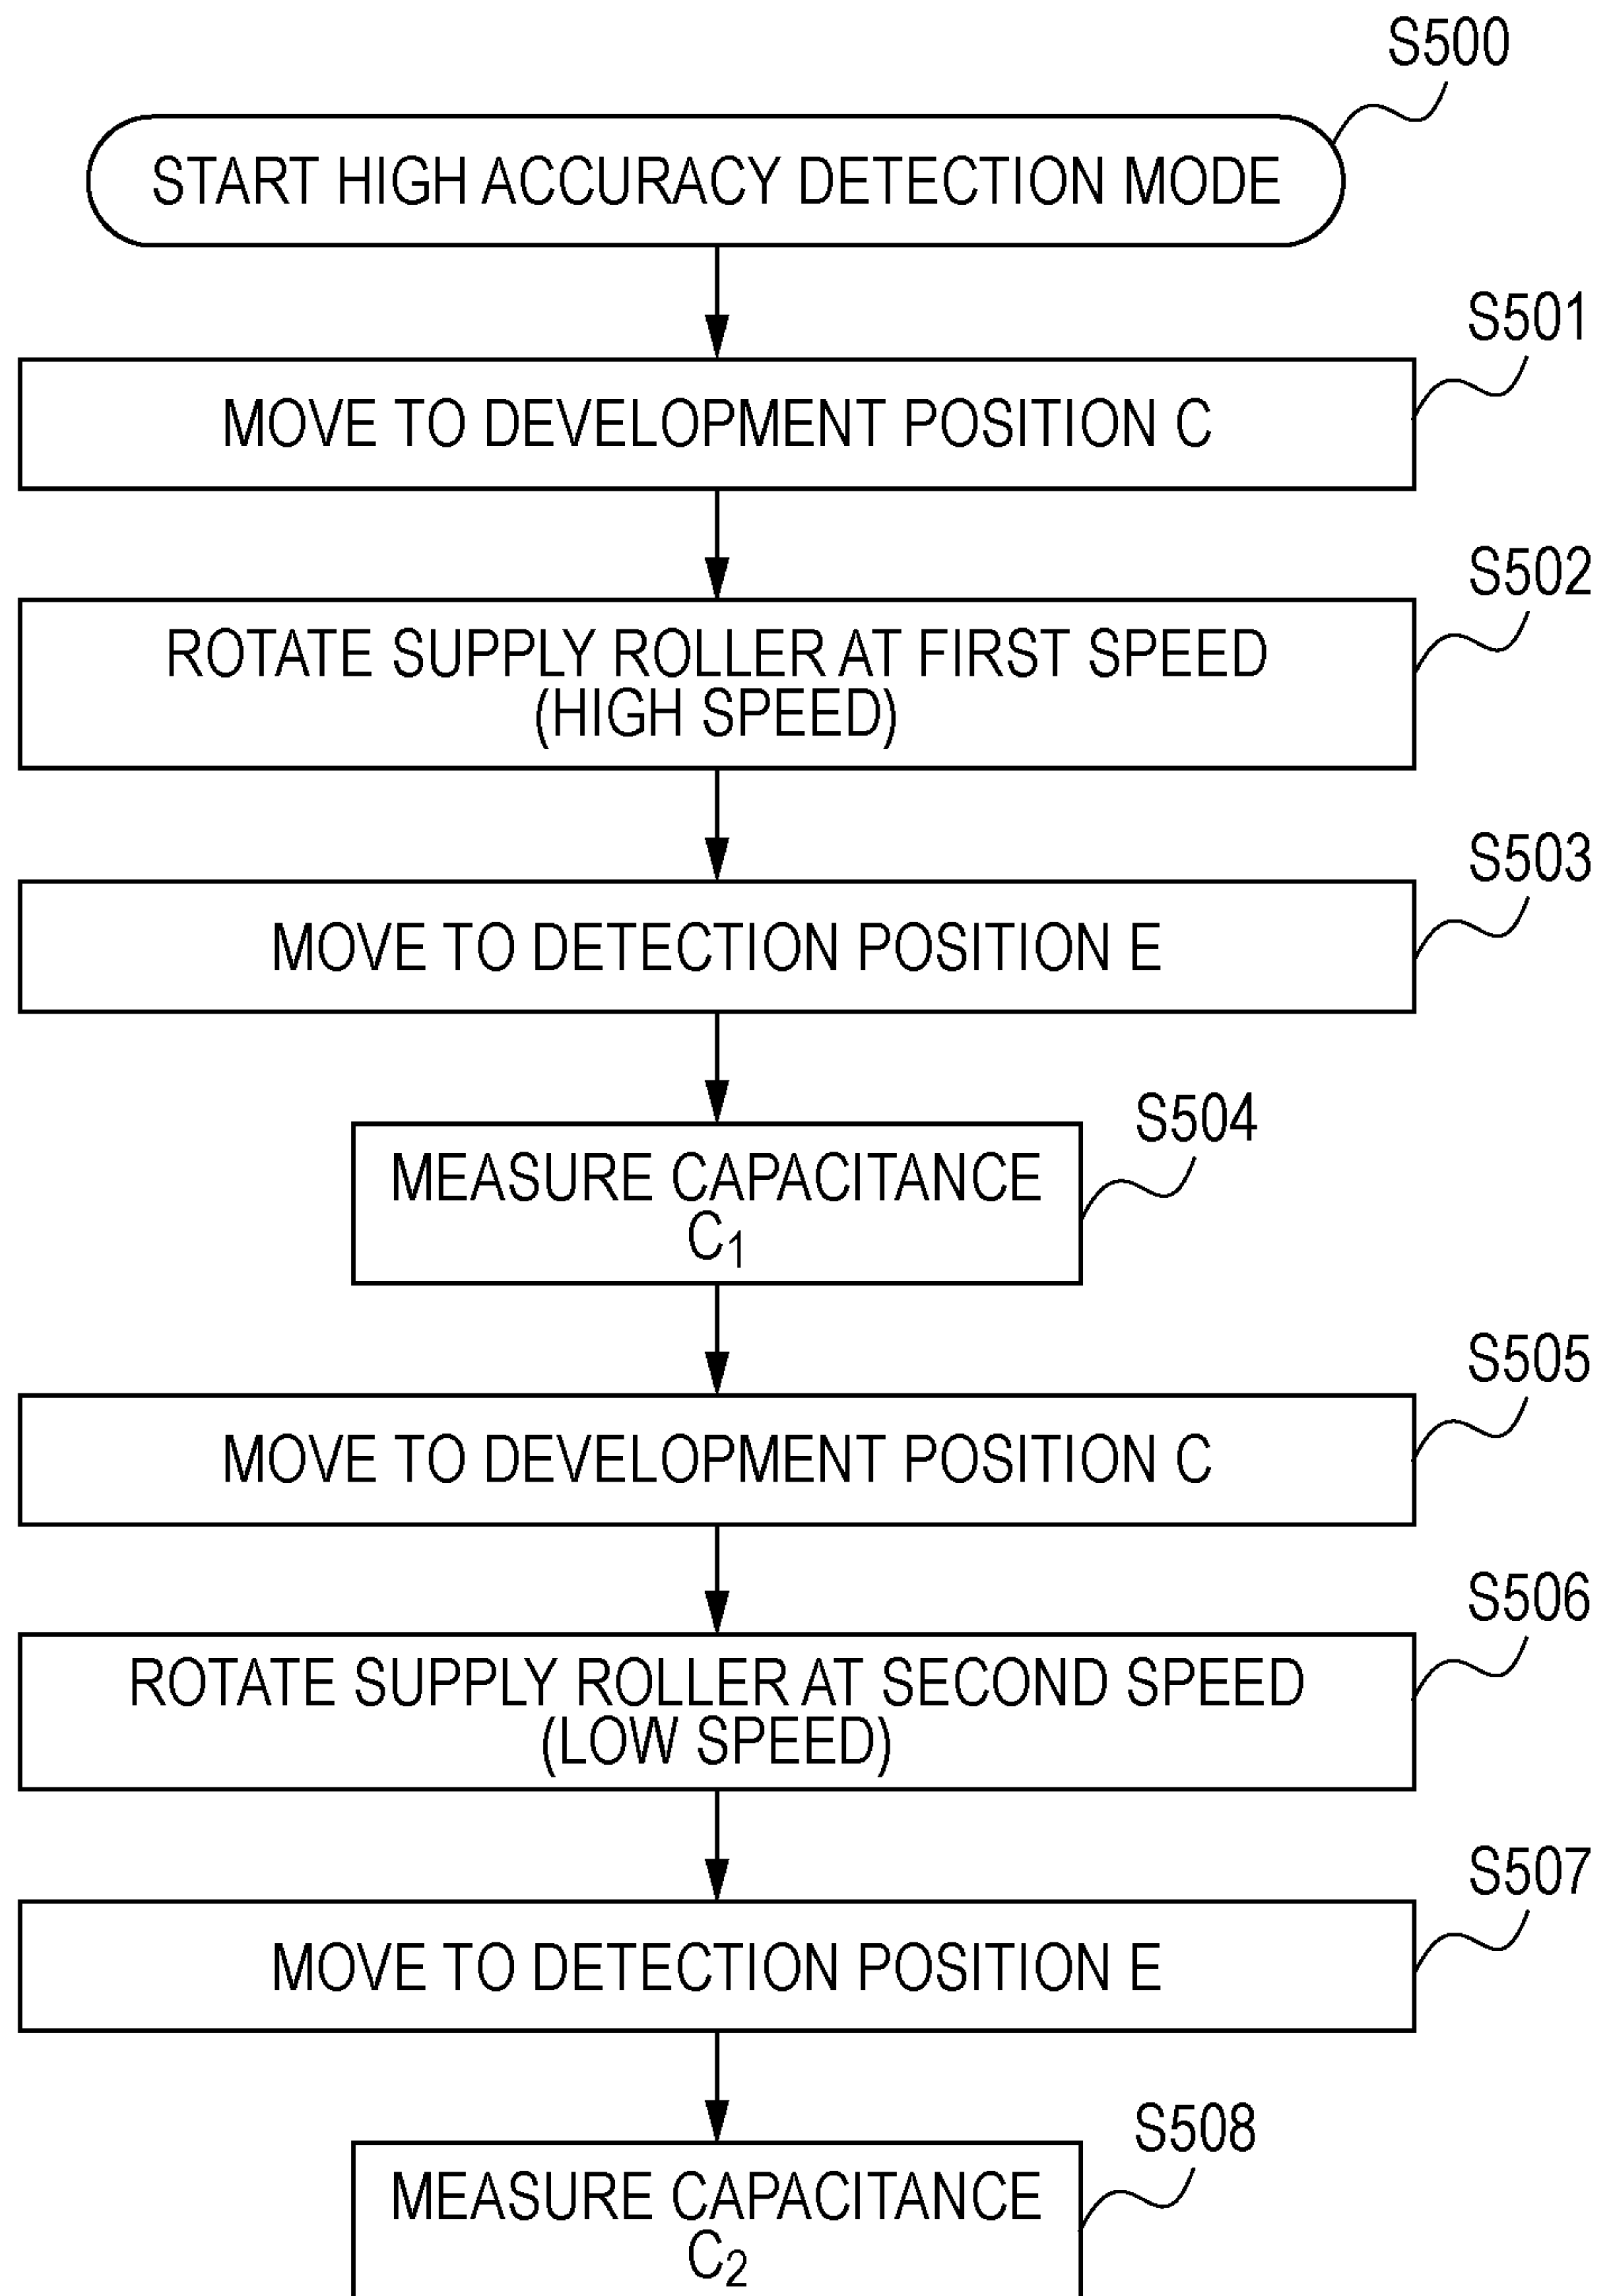 S500
START HIGH ACCURACY DETECTION MODE
S501
MOVE TO DEVELOPMENT POSITION C
S502
ROTATE SUPPLY ROLLER AT FIRST SPEED
(HIGH SPEED)
S503
MOVE TO DETECTION POSITION E
S504
MEASURE CAPACITANCE
C₁
S505
MOVE TO DEVELOPMENT POSITION C
S506
ROTATE SUPPLY ROLLER AT SECOND SPEED
(LOW SPEED)
S507
MOVE TO DETECTION POSITION E
S508
MEASURE CAPACITANCE
C₂